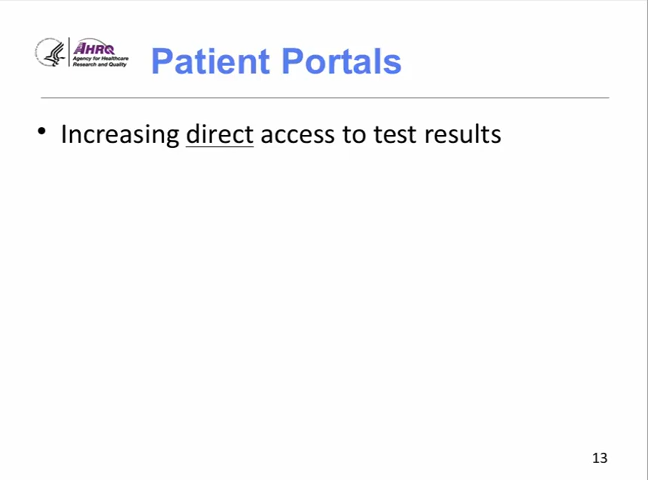 AHRQ
Agency for Healthcare
Research and Quality
Patient Portals
• Increasing direct access to test results
13